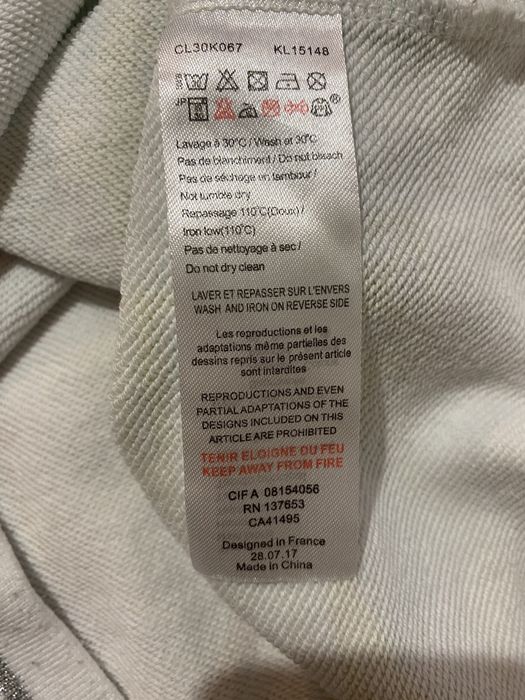 CL30K067 KL15148
JP ®
Lavage à 30°C / Wash at 30°C
Pas de blanchiment / Do not bleach
Pas de séchage en tambour /
Not tumble dry
Repassage 110°C(Doux) /
Iron low(110°C)
Pas de nettoyage à sec /
Do not dry clean
LAVER ET REPASSER SUR L'ENVERS
WASH AND IRON ON REVERSE SIDE
Les reproductions et les
adaptations même partielles des
dessins repris sur le présent article
sont interdites
REPRODUCTIONS AND EVEN
PARTIAL ADAPTATIONS OF THE
DESIGNS INCLUDED ON THIS
ARTICLE ARE PROHIBITED
TENIR ELOIGNE DU FEU
KEEP AWAY FROM FIRE
CIF A 08154056
RN 137653
CA41495
Designed in France
28.07.17
Made in China